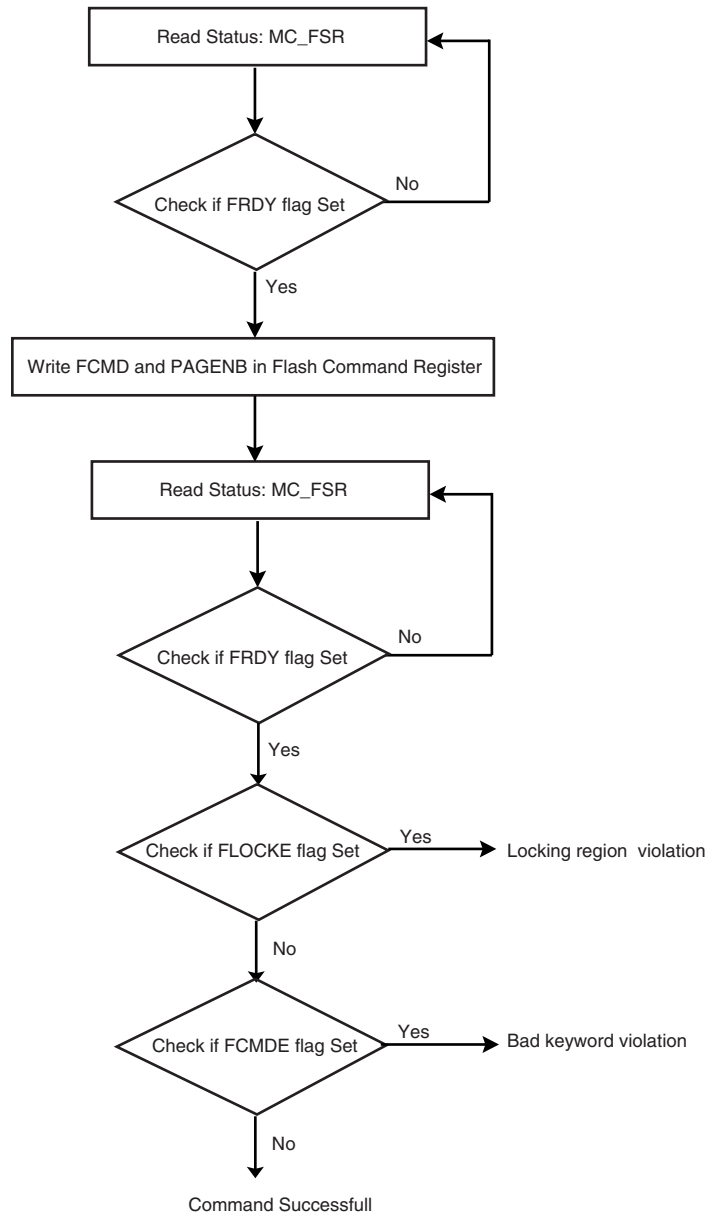 Read Status: MC_FSR
Check if FRDY flag Set
No
Yes
Write FCMD and PAGENB in Flash Command Register
Read Status: MC_FSR
Check if FRDY flag Set
No
Yes
Check if FLOCKE flag Set
Yes
Locking region violation
No
Check if FCMDE flag Set
Yes
Bad keyword violation
No
Command Successfull